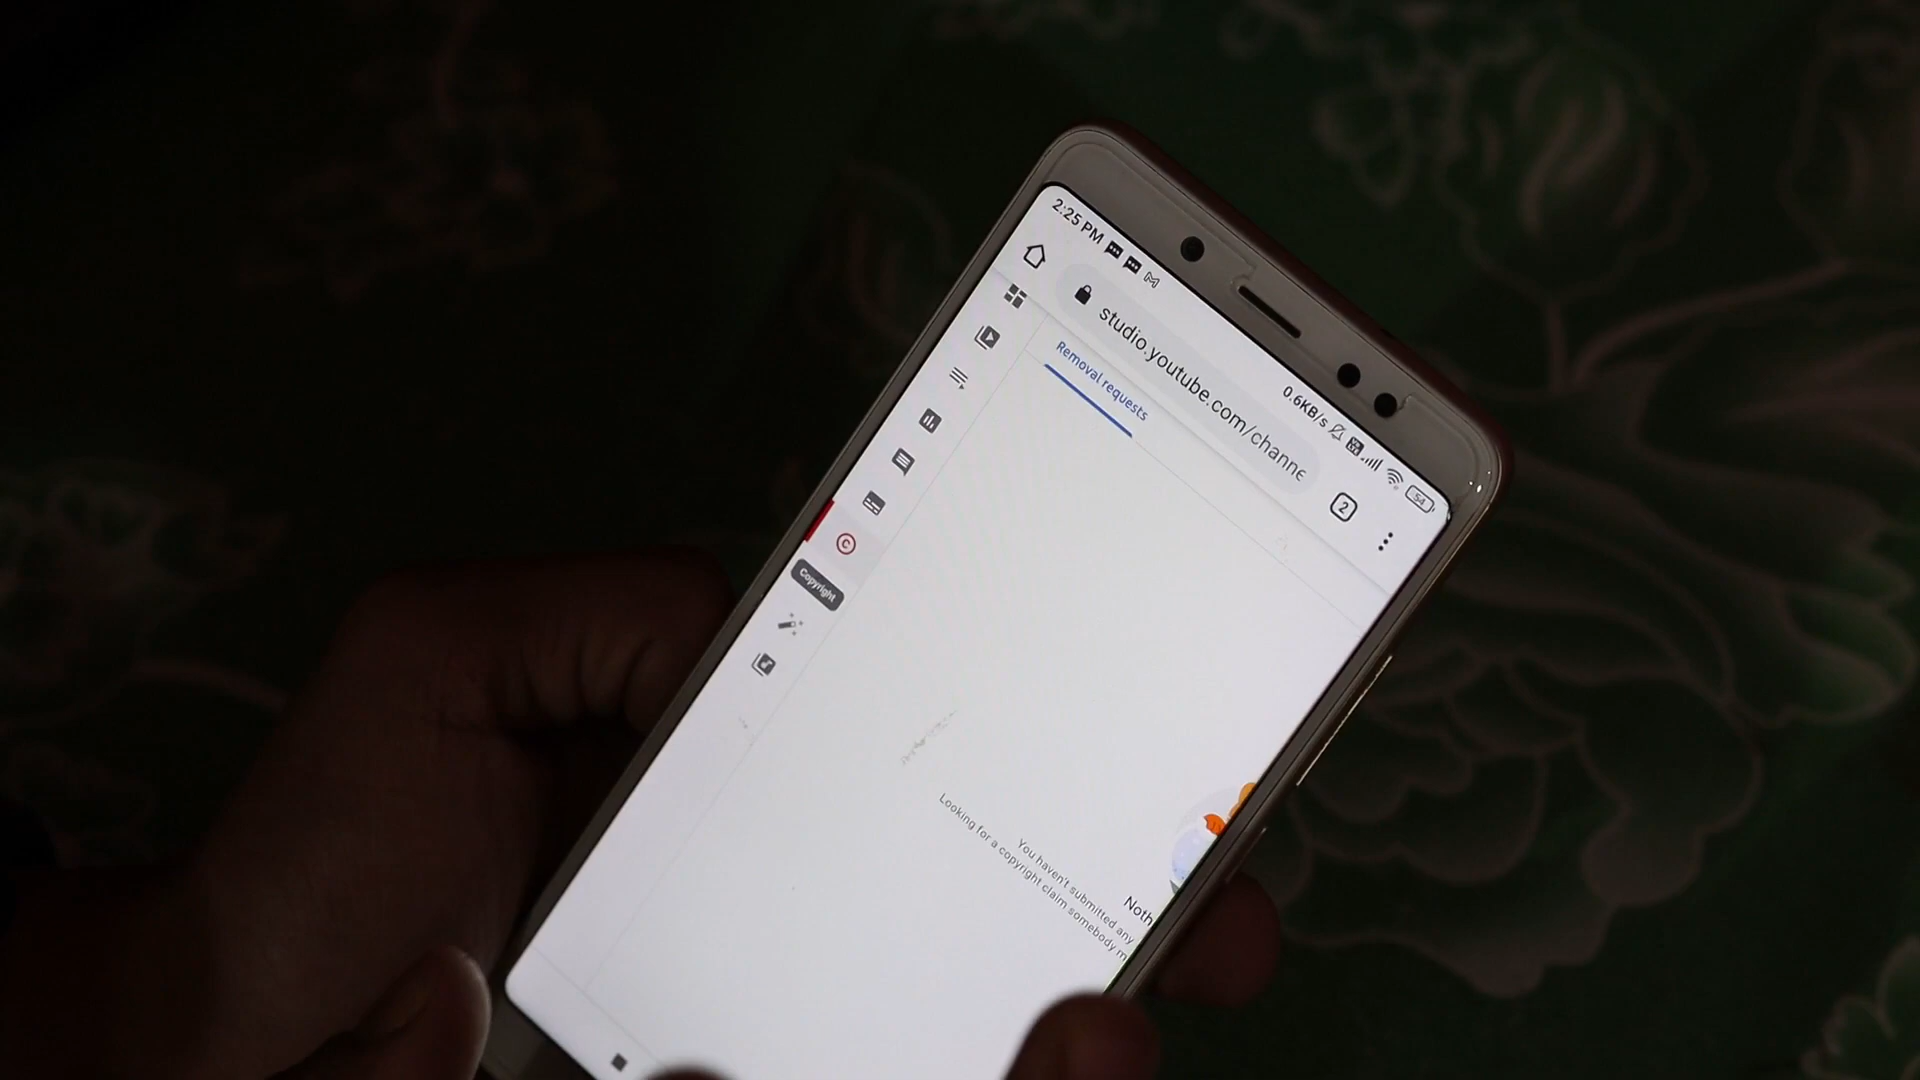 2:25 PM
0.6KB/s
54
studio.youtube.com/channe
2
Removal requests
Copyright
Noth
You haven't submitted any
Looking for a copyright claim somebody m